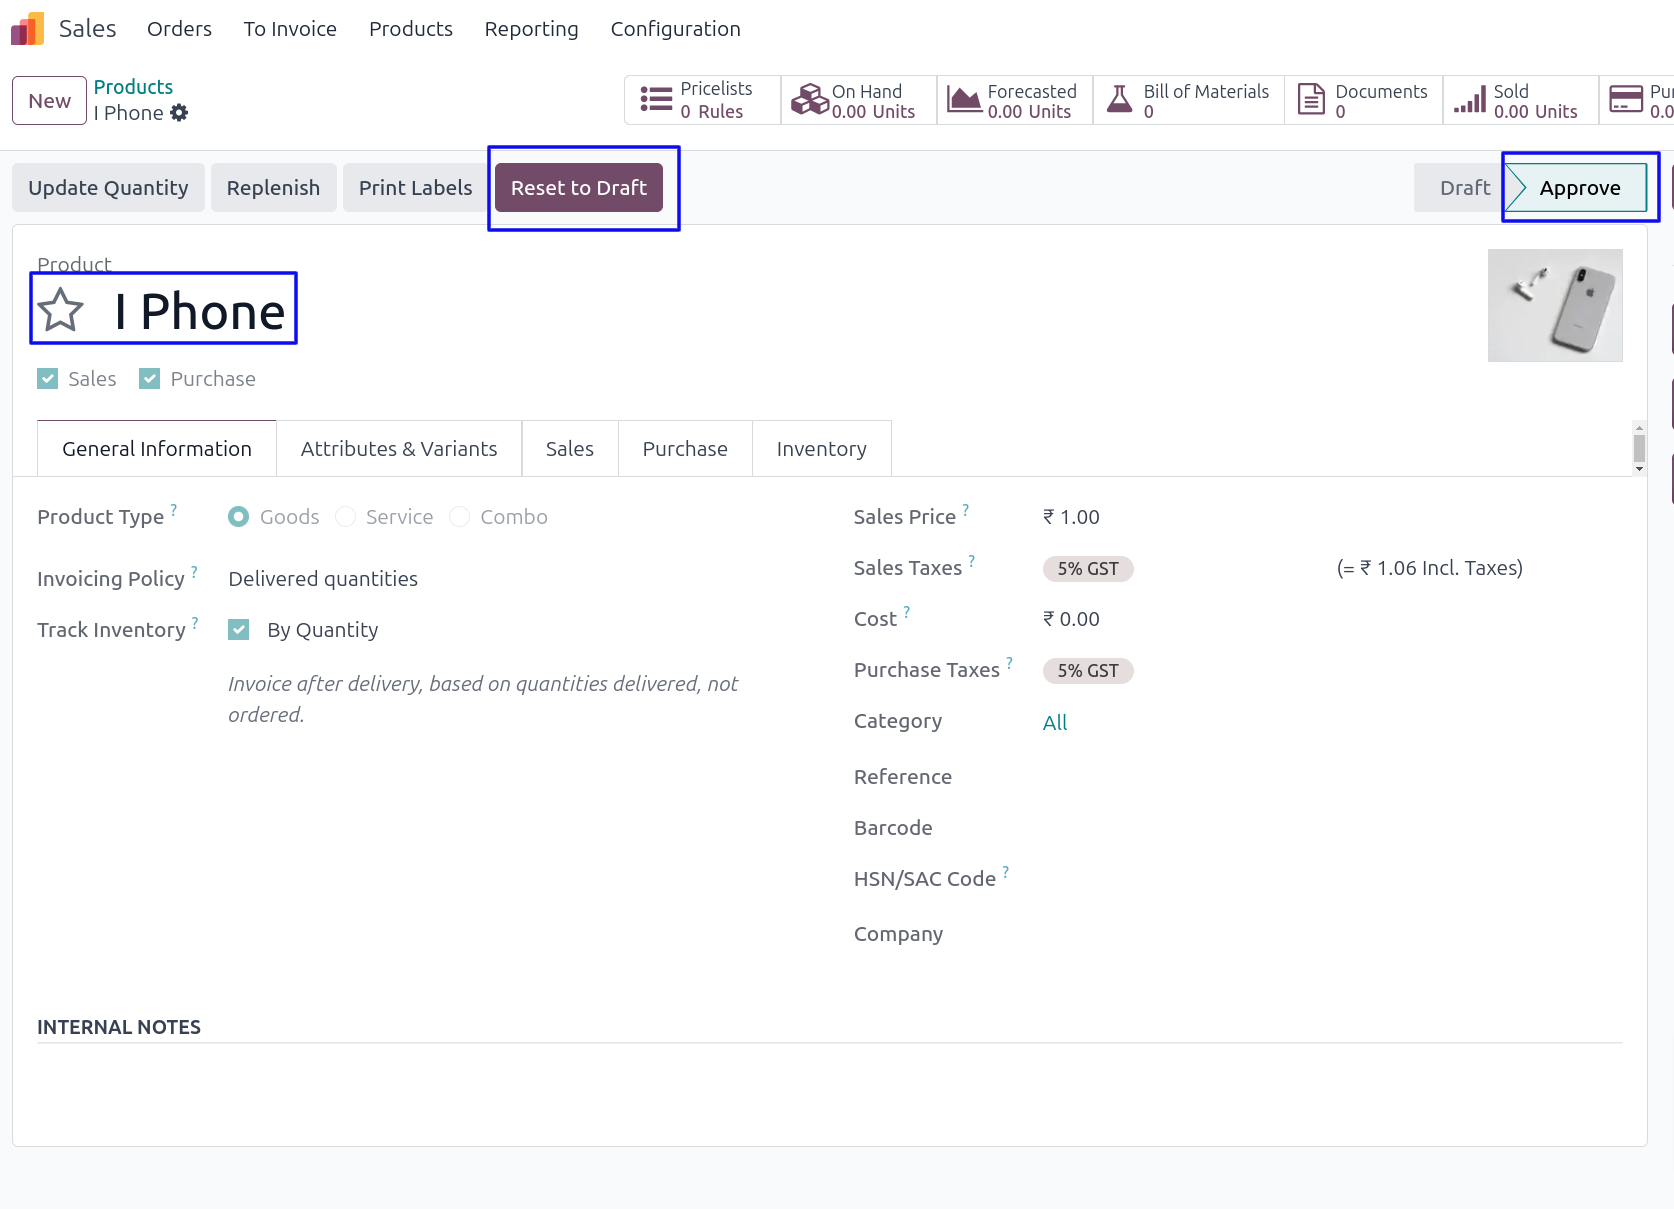 Sales Orders To Invoice Products Reporting Configuration
New Products
I Phone
Pricelists
0 Rules
On Hand
0.00 Units
Forecasted
0.00 Units
Bill of Materials
0
Documents
0
Sold
0.00 Units
Update Quantity Replenish Print Labels Reset to Draft Draft Approve
Product
I Phone
Sales Purchase
General Information Attributes & Variants Sales Purchase Inventory
Product Type ? Goods Service Combo
Invoicing Policy ? Delivered quantities
Track Inventory ? By Quantity
Invoice after delivery, based on quantities delivered, not
ordered.
Sales Price ? ₹ 1.00
Sales Taxes ? 5% GST (= ₹ 1.06 Incl. Taxes)
Cost ? ₹ 0.00
Purchase Taxes ? 5% GST
Category All
Reference
Barcode
HSN/SAC Code ?
Company
INTERNAL NOTES